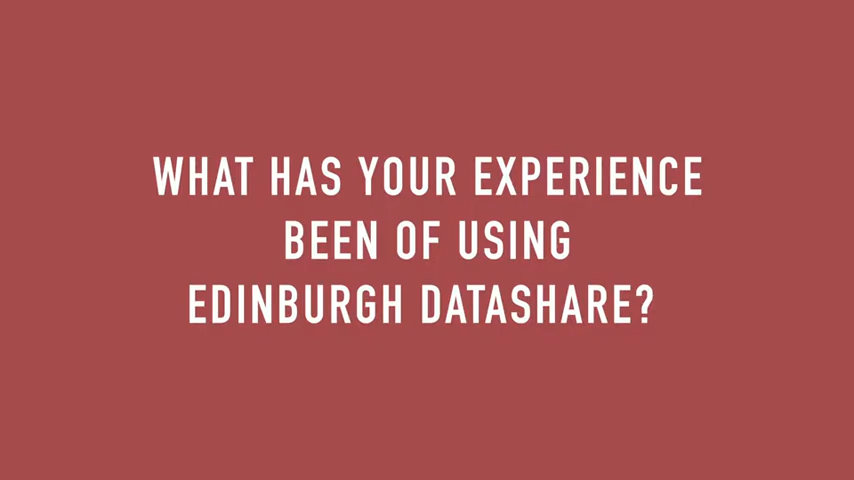 WHAT HAS YOUR EXPERIENCE
BEEN OF USING
EDINBURGH DATASHARE?